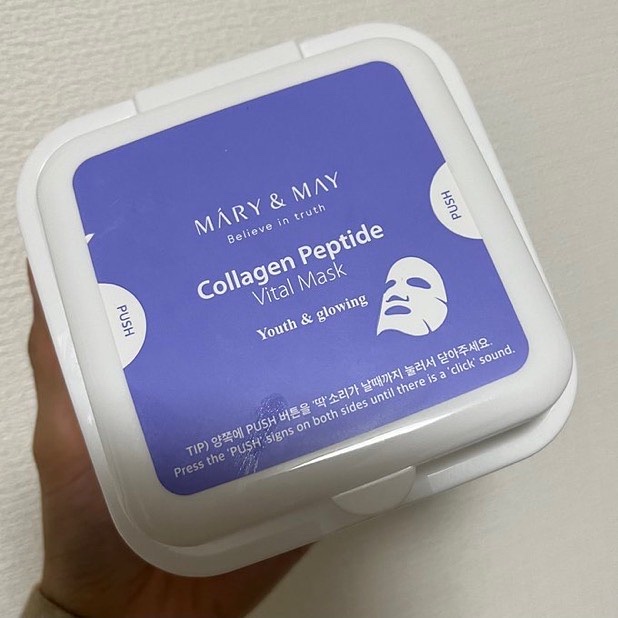 MÁRY & MAY
Believe in truth
Collagen Peptide
Vital Mask
Youth & glowing
PUSH
PUSH
TIP) 양쪽에 PUSH 버튼을 '딱'소리가 날때까지 눌러서 닫아주세요.
Press the 'PUSH' signs on both sides until there is a 'click' sound.